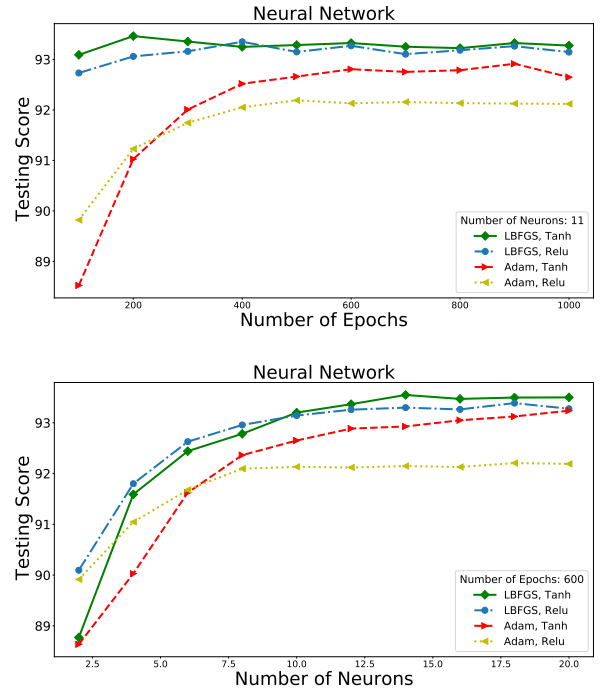 Neural Network
Testing Score
93
92
91
90
89
Number of Neurons: 11
LBFGS, Tanh
LBFGS, Relu
Adam, Tanh
Adam, Relu
200
400
600
800
1000
Number of Epochs
Neural Network
Testing Score
93
92
91
90
89
Number of Epochs: 600
LBFGS, Tanh
LBFGS, Relu
Adam, Tanh
Adam, Relu
2.5
5.0
7.5
10.0
12.5
15.0
17.5
20.0
Number of Neurons